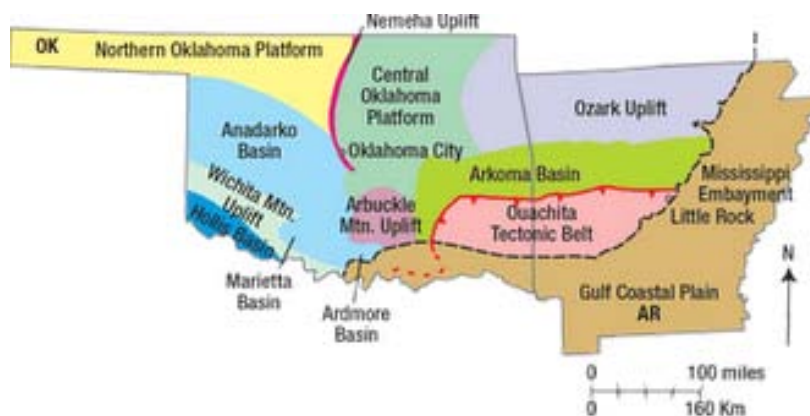 Nemeha Uplift
OK
Northern Oklahoma Platform
Central
Oklahoma
Platform
Ozark Uplift
Anadarko
Basin
Oklahoma City
Arkoma Basin
Mississippi
Embayment
Little Rock
Wichita Mtn.
Uplift
Hollis Basin
Arbuckle
Mtn. Uplift
Ouachita
Tectonic Belt
Marietta
Basin
Ardmore
Basin
Gulf Coastal Plain
AR
N
0 100 miles
0 160 Km